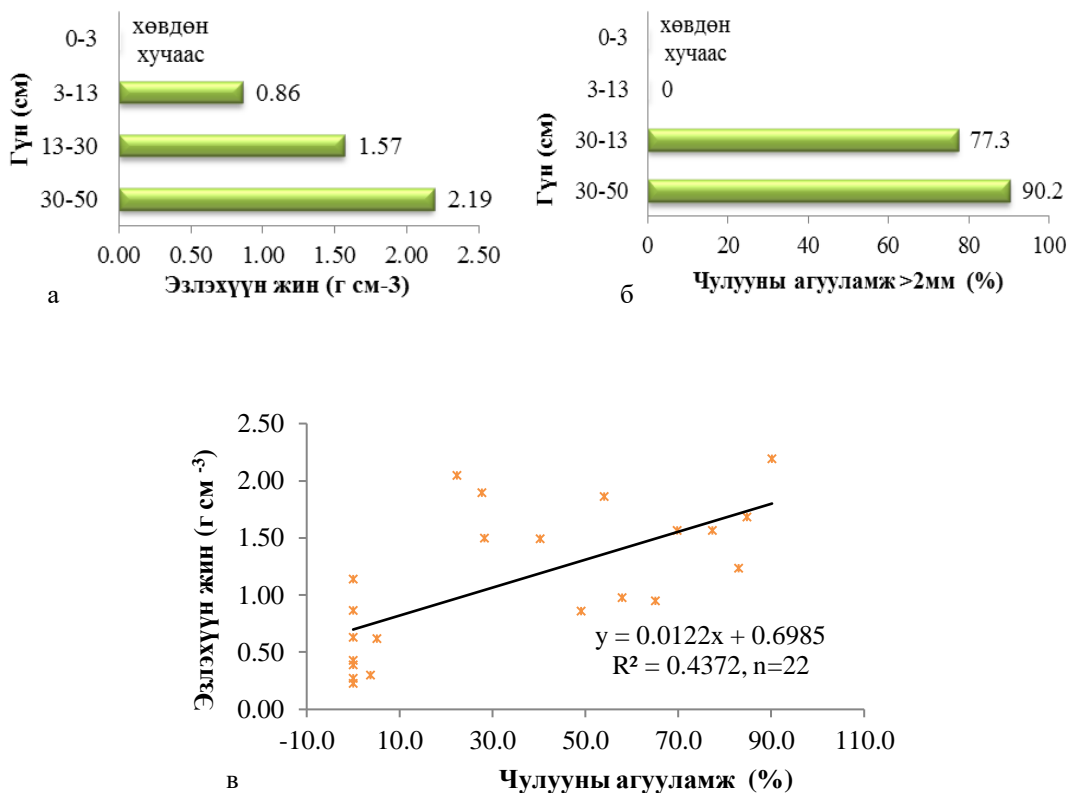 Гүн (см)
0-3
хөвдөн
хучаас
3-13
0.86
13-30
1.57
30-50
2.19
0.00 0.50 1.00 1.50 2.00 2.50
Эзлэхүүн жин (г см-3)
а
Гүн (см)
0-3
хөвдөн
хучаас
3-13
0
30-13
77.3
30-50
90.2
0 20 40 60 80 100
Чулууны агууламж >2мм (%)
б
Эзлэхүүн жин (г см -3)
2.50
2.00
1.50
1.00
0.50
0.00
y = 0.0122x + 0.6985
R² = 0.4372, n=22
-10.0 10.0 30.0 50.0 70.0 90.0 110.0
Чулууны агууламж (%)
в